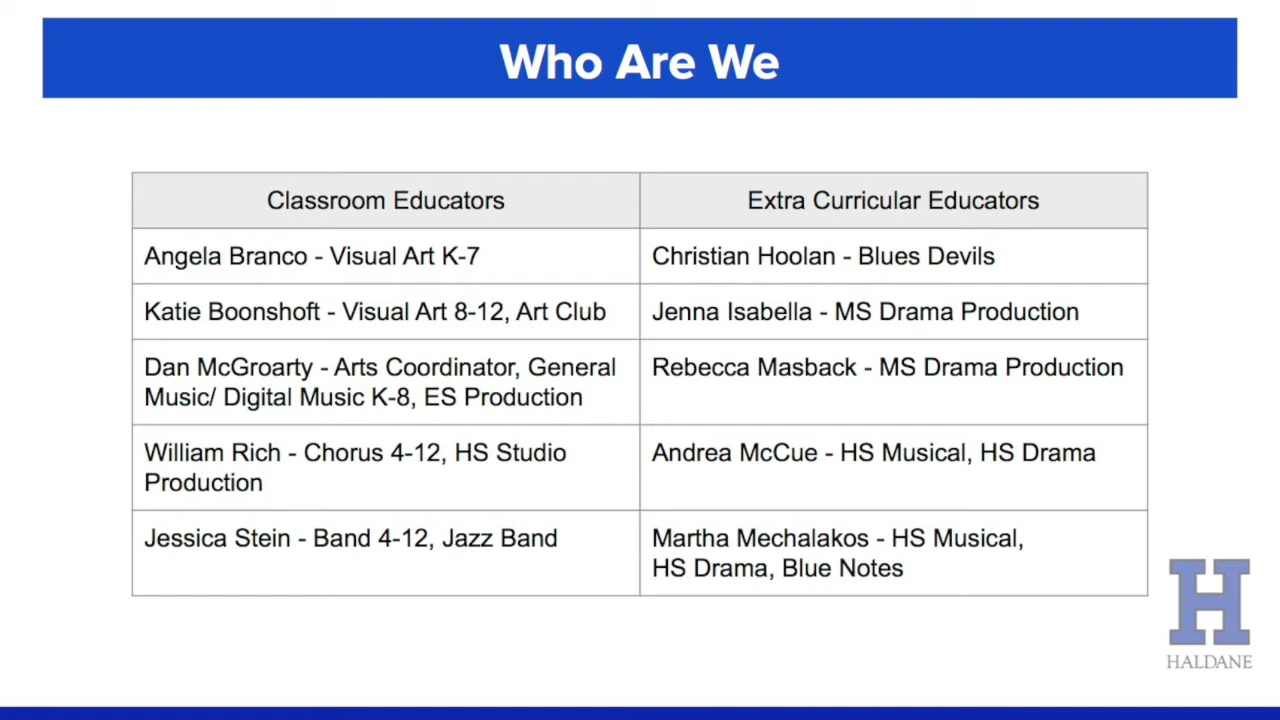 Who Are We
Classroom Educators
Extra Curricular Educators
Angela Branco - Visual Art K-7
Christian Hoolan - Blues Devils
Katie Boonshoft - Visual Art 8-12, Art Club
Jenna Isabella - MS Drama Production
Dan McGroarty - Arts Coordinator, General
Music/ Digital Music K-8, ES Production
Rebecca Masback - MS Drama Production
William Rich - Chorus 4-12, HS Studio
Production
Andrea McCue - HS Musical, HS Drama
Jessica Stein - Band 4-12, Jazz Band
Martha Mechalakos - HS Musical,
HS Drama, Blue Notes
H
HALDANE